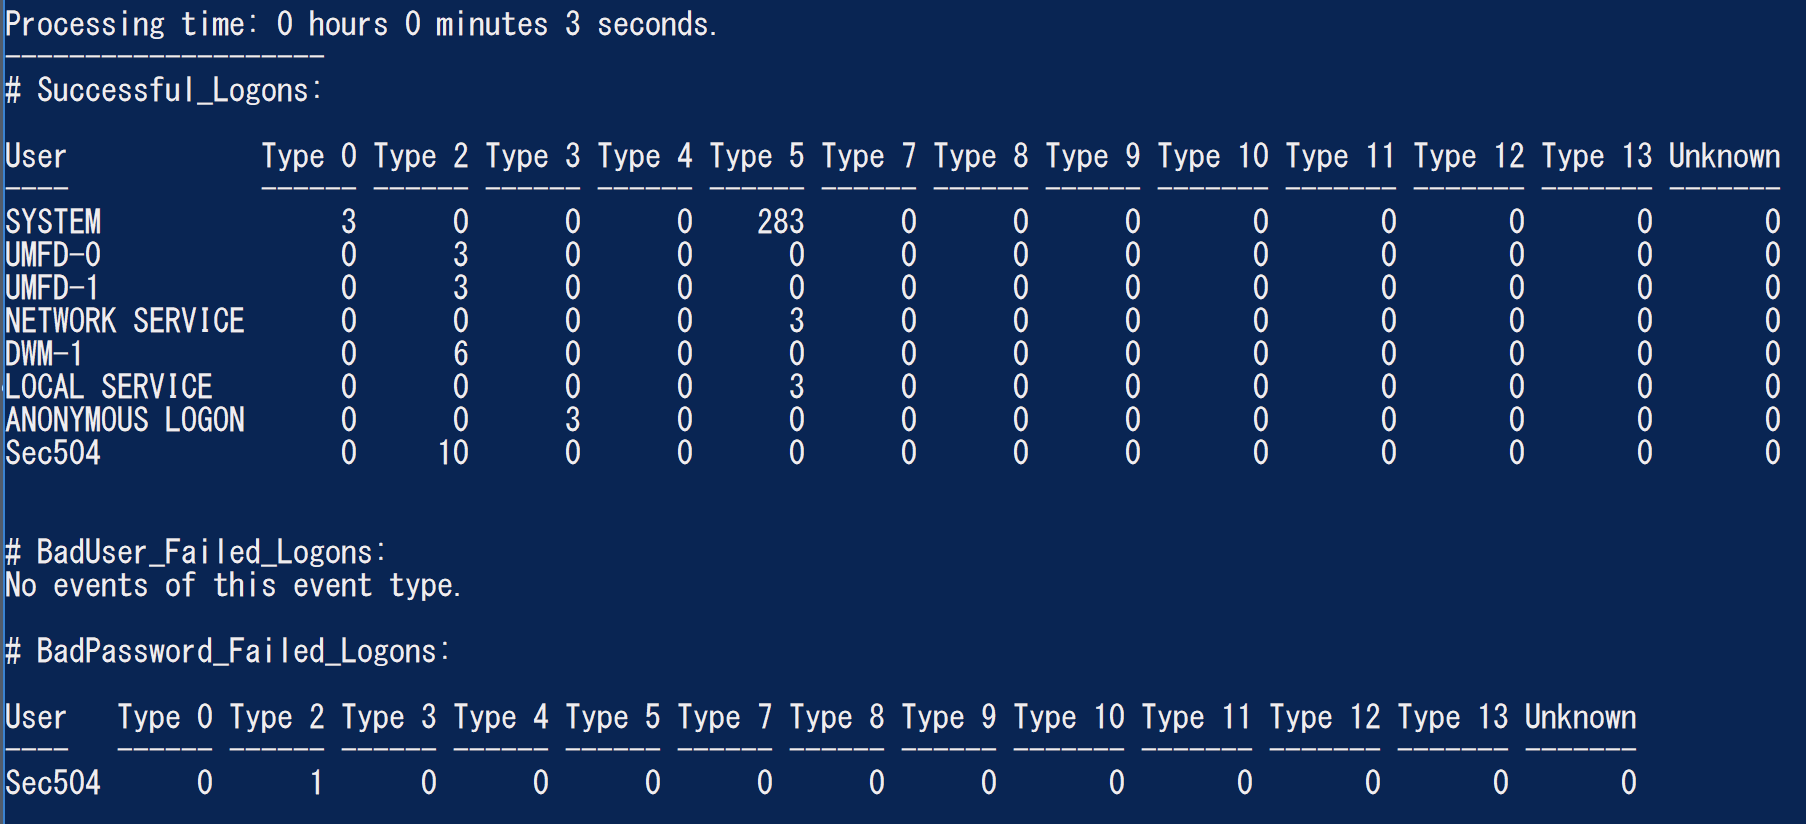 Processing time: 0 hours 0 minutes 3 seconds.
--------------------
# Successful_Logons:
User            Type 0 Type 2 Type 3 Type 4 Type 5 Type 7 Type 8 Type 9 Type 10 Type 11 Type 12 Type 13 Unknown
----            ------ ------ ------ ------ ------ ------ ------ ------ ------- ------- ------- ------- -------
SYSTEM               3      0      0      0    283      0      0      0       0       0       0       0       0
UMFD-0               0      3      0      0      0      0      0      0       0       0       0       0       0
UMFD-1               0      3      0      0      0      0      0      0       0       0       0       0       0
NETWORK SERVICE      0      0      0      0      3      0      0      0       0       0       0       0       0
DWM-1                0      6      0      0      0      0      0      0       0       0       0       0       0
LOCAL SERVICE        0      0      0      0      3      0      0      0       0       0       0       0       0
ANONYMOUS LOGON      0      0      3      0      0      0      0      0       0       0       0       0       0
Sec504               0     10      0      0      0      0      0      0       0       0       0       0       0
# BadUser_Failed_Logons:
No events of this event type.
# BadPassword_Failed_Logons:
User   Type 0 Type 2 Type 3 Type 4 Type 5 Type 7 Type 8 Type 9 Type 10 Type 11 Type 12 Type 13 Unknown
----   ------ ------ ------ ------ ------ ------ ------ ------ ------- ------- ------- ------- -------
Sec504      0      1      0      0      0      0      0      0       0       0       0       0       0